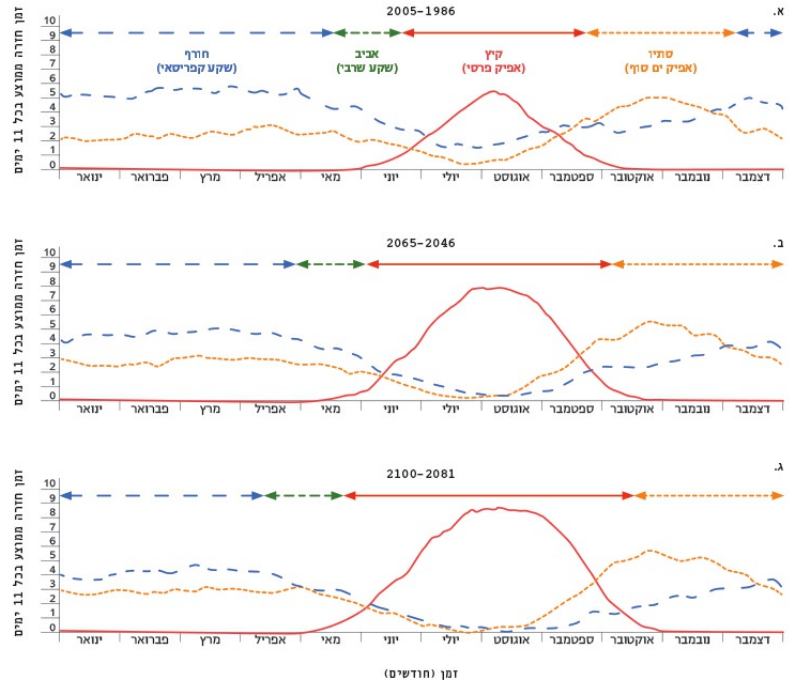 א.
2005-1986
זמן חזרה ממוצע בכל 11 ימים
10
9
8
7
6
5
4
3
2
1
0
חורף
(שקע קפריסאי)
אביב
(שקע שרבי)
קיץ
(אפיק פרסי)
סתיו
(אפיק ים סוף)
ינואר פברואר מרץ אפריל מאי יוני יולי אוגוסט ספטמבר אוקטובר נובמבר דצמבר
ב.
2065-2046
זמן חזרה ממוצע בכל 11 ימים
10
9
8
7
6
5
4
3
2
1
0
ינואר פברואר מרץ אפריל מאי יוני יולי אוגוסט ספטמבר אוקטובר נובמבר דצמבר
ג.
2100-2081
זמן חזרה ממוצע בכל 11 ימים
10
9
8
7
6
5
4
3
2
1
0
ינואר פברואר מרץ אפריל מאי יוני יולי אוגוסט ספטמבר אוקטובר נובמבר דצמבר
זמן (חודשים)